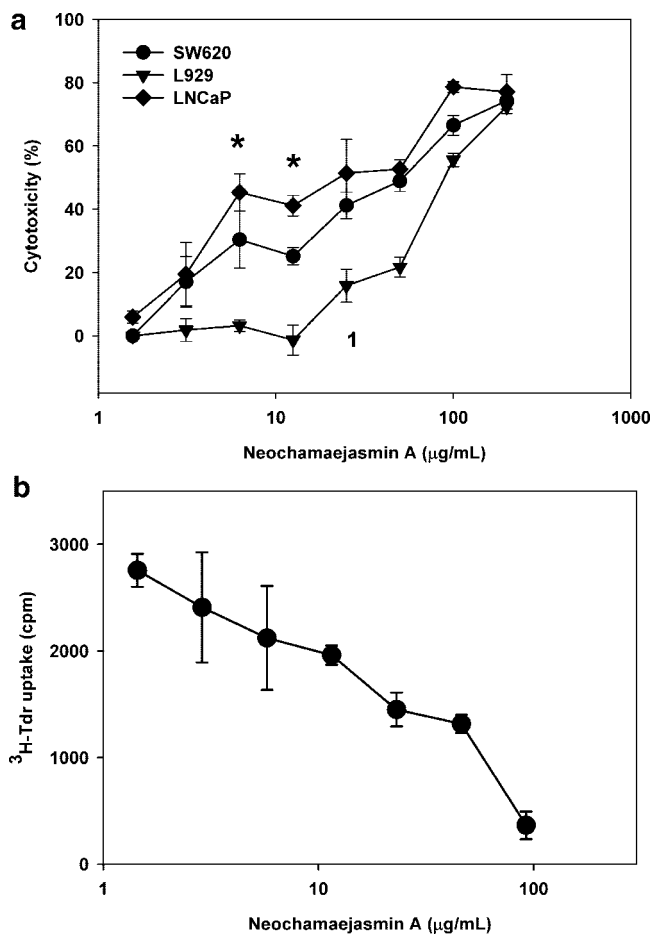 a
100
80
60
40
20
0
Cytotoxicity (%)
SW620
L929
LNCaP
*
*
1
1
10
100
1000
Neochamaejasmin A (μg/mL)
b
3000
2000
1000
0
³H-Tdr uptake (cpm)
1
10
100
Neochamaejasmin A (μg/mL)